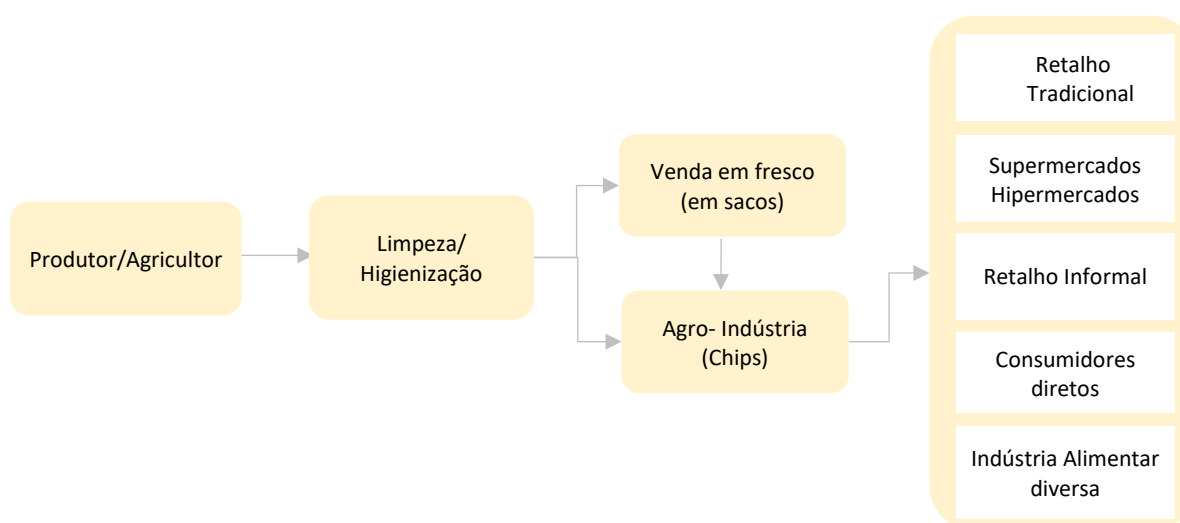 Produtor/Agricultor
Limpeza/
Higienização
Venda em fresco
(em sacos)
Agro- Indústria
(Chips)
Retalho
Tradicional
Supermercados
Hipermercados
Retalho Informal
Consumidores
diretos
Indústria Alimentar
diversa